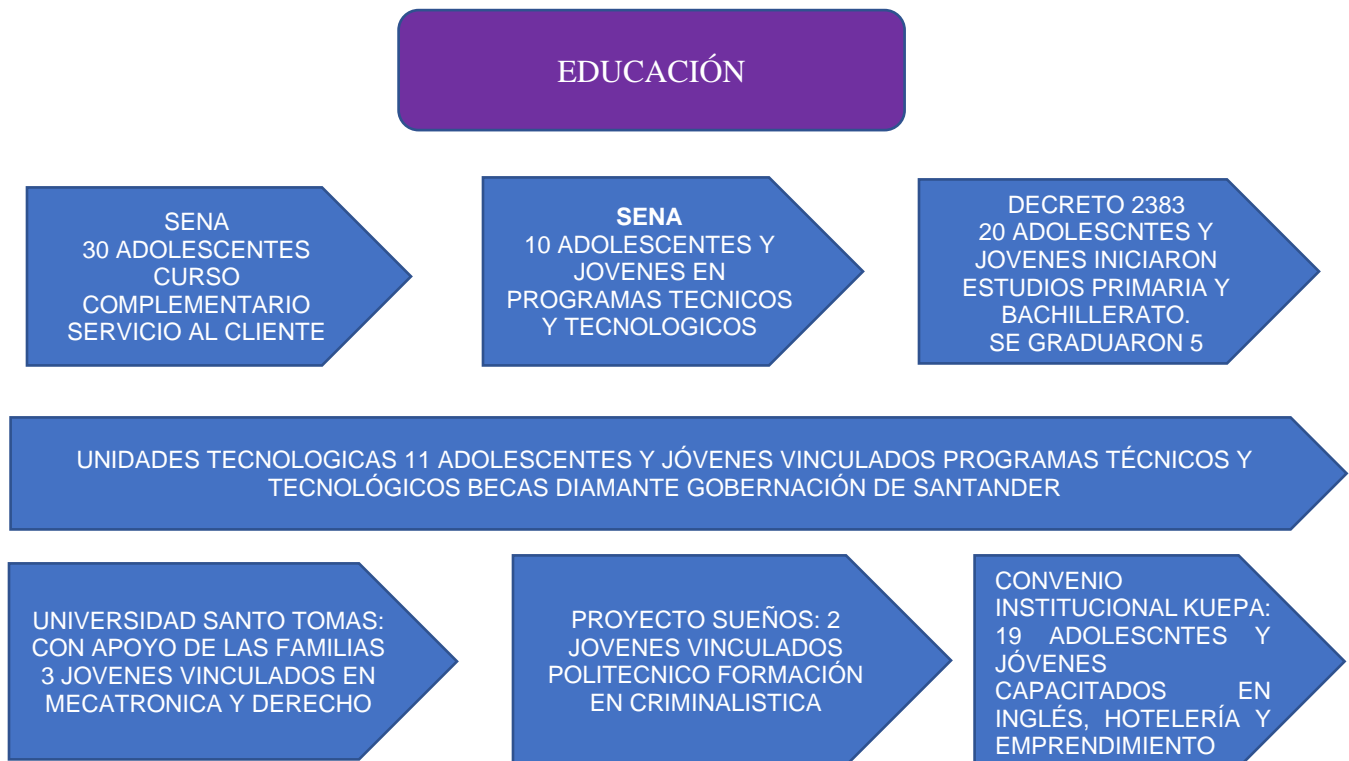 EDUCACIÓN
SENA
30 ADOLESCENTES
CURSO
COMPLEMENTARIO
SERVICIO AL CLIENTE
SENA
10 ADOLESCENTES Y
JOVENES EN
PROGRAMAS TECNICOS
Y TECNOLOGICOS
DECRETO 2383
20 ADOLESCNTES Y
JOVENES INICIARON
ESTUDIOS PRIMARIA Y
BACHILLERATO.
SE GRADUARON 5
UNIDADES TECNOLOGICAS 11 ADOLESCENTES Y JÓVENES VINCULADOS PROGRAMAS TÉCNICOS Y
TECNOLÓGICOS BECAS DIAMANTE GOBERNACIÓN DE SANTANDER
UNIVERSIDAD SANTO TOMAS:
CON APOYO DE LAS FAMILIAS
3 JOVENES VINCULADOS EN
MECATRONICA Y DERECHO
PROYECTO SUEÑOS: 2
JOVENES VINCULADOS
POLITECNICO FORMACIÓN
EN CRIMINALISTICA
CONVENIO
INSTITUCIONAL KUEPA:
19 ADOLESCNTES Y
JÓVENES
CAPACITADOS EN
INGLÉS, HOTELERÍA Y
EMPRENDIMIENTO